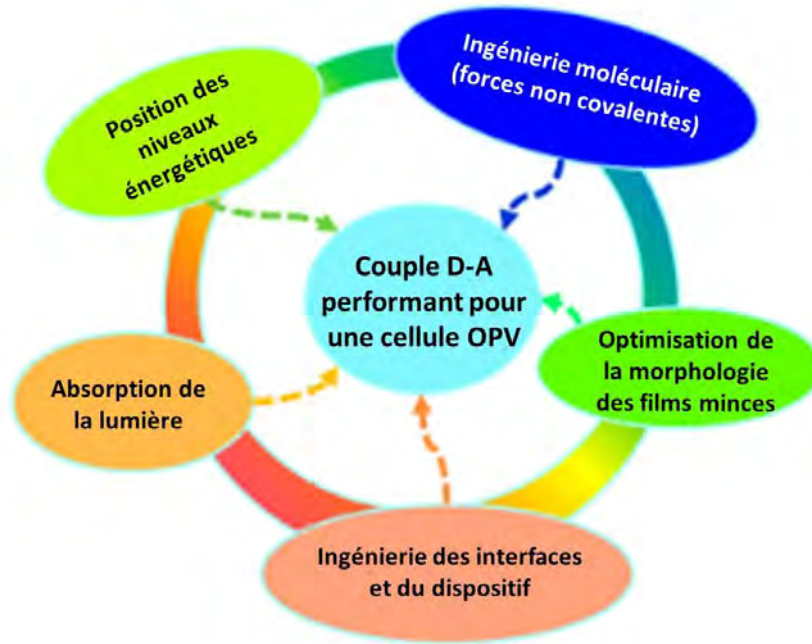 Ingénierie moléculaire
(forces non covalentes)
Position des
niveaux
énergétiques
Couple D-A
performant pour
une cellule OPV
Optimisation de
la morphologie
des films minces
Absorption de
la lumière
Ingénierie des interfaces
et du dispositif